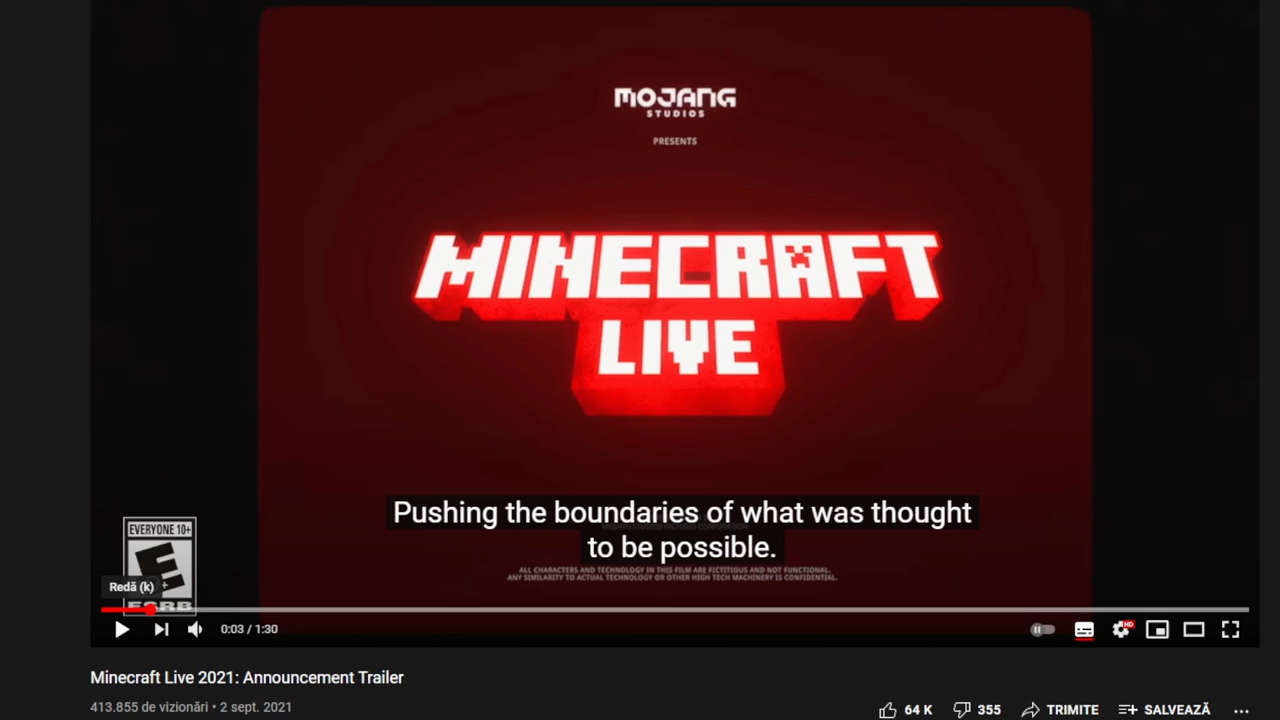 MOJANG
STUDIOS
PRESENTS
MINECRAFT
LIVE
Pushing the boundaries of what was thought
to be possible.
ALL CHARACTERS AND TECHNOLOGY IN THIS FILM ARE FICTITIOUS AND NOT FUNCTIONAL.
ANY SIMILARITY TO ACTUAL TECHNOLOGY OR OTHER HIGH TECH MACHINERY IS CONFIDENTIAL.
EVERYONE 10+
E
Redă (k)
ESRB
0:03 / 1:30
HD
Minecraft Live 2021: Announcement Trailer
413.855 de vizionări • 2 sept. 2021
64 K 355 TRIMITE SALVEAZĂ